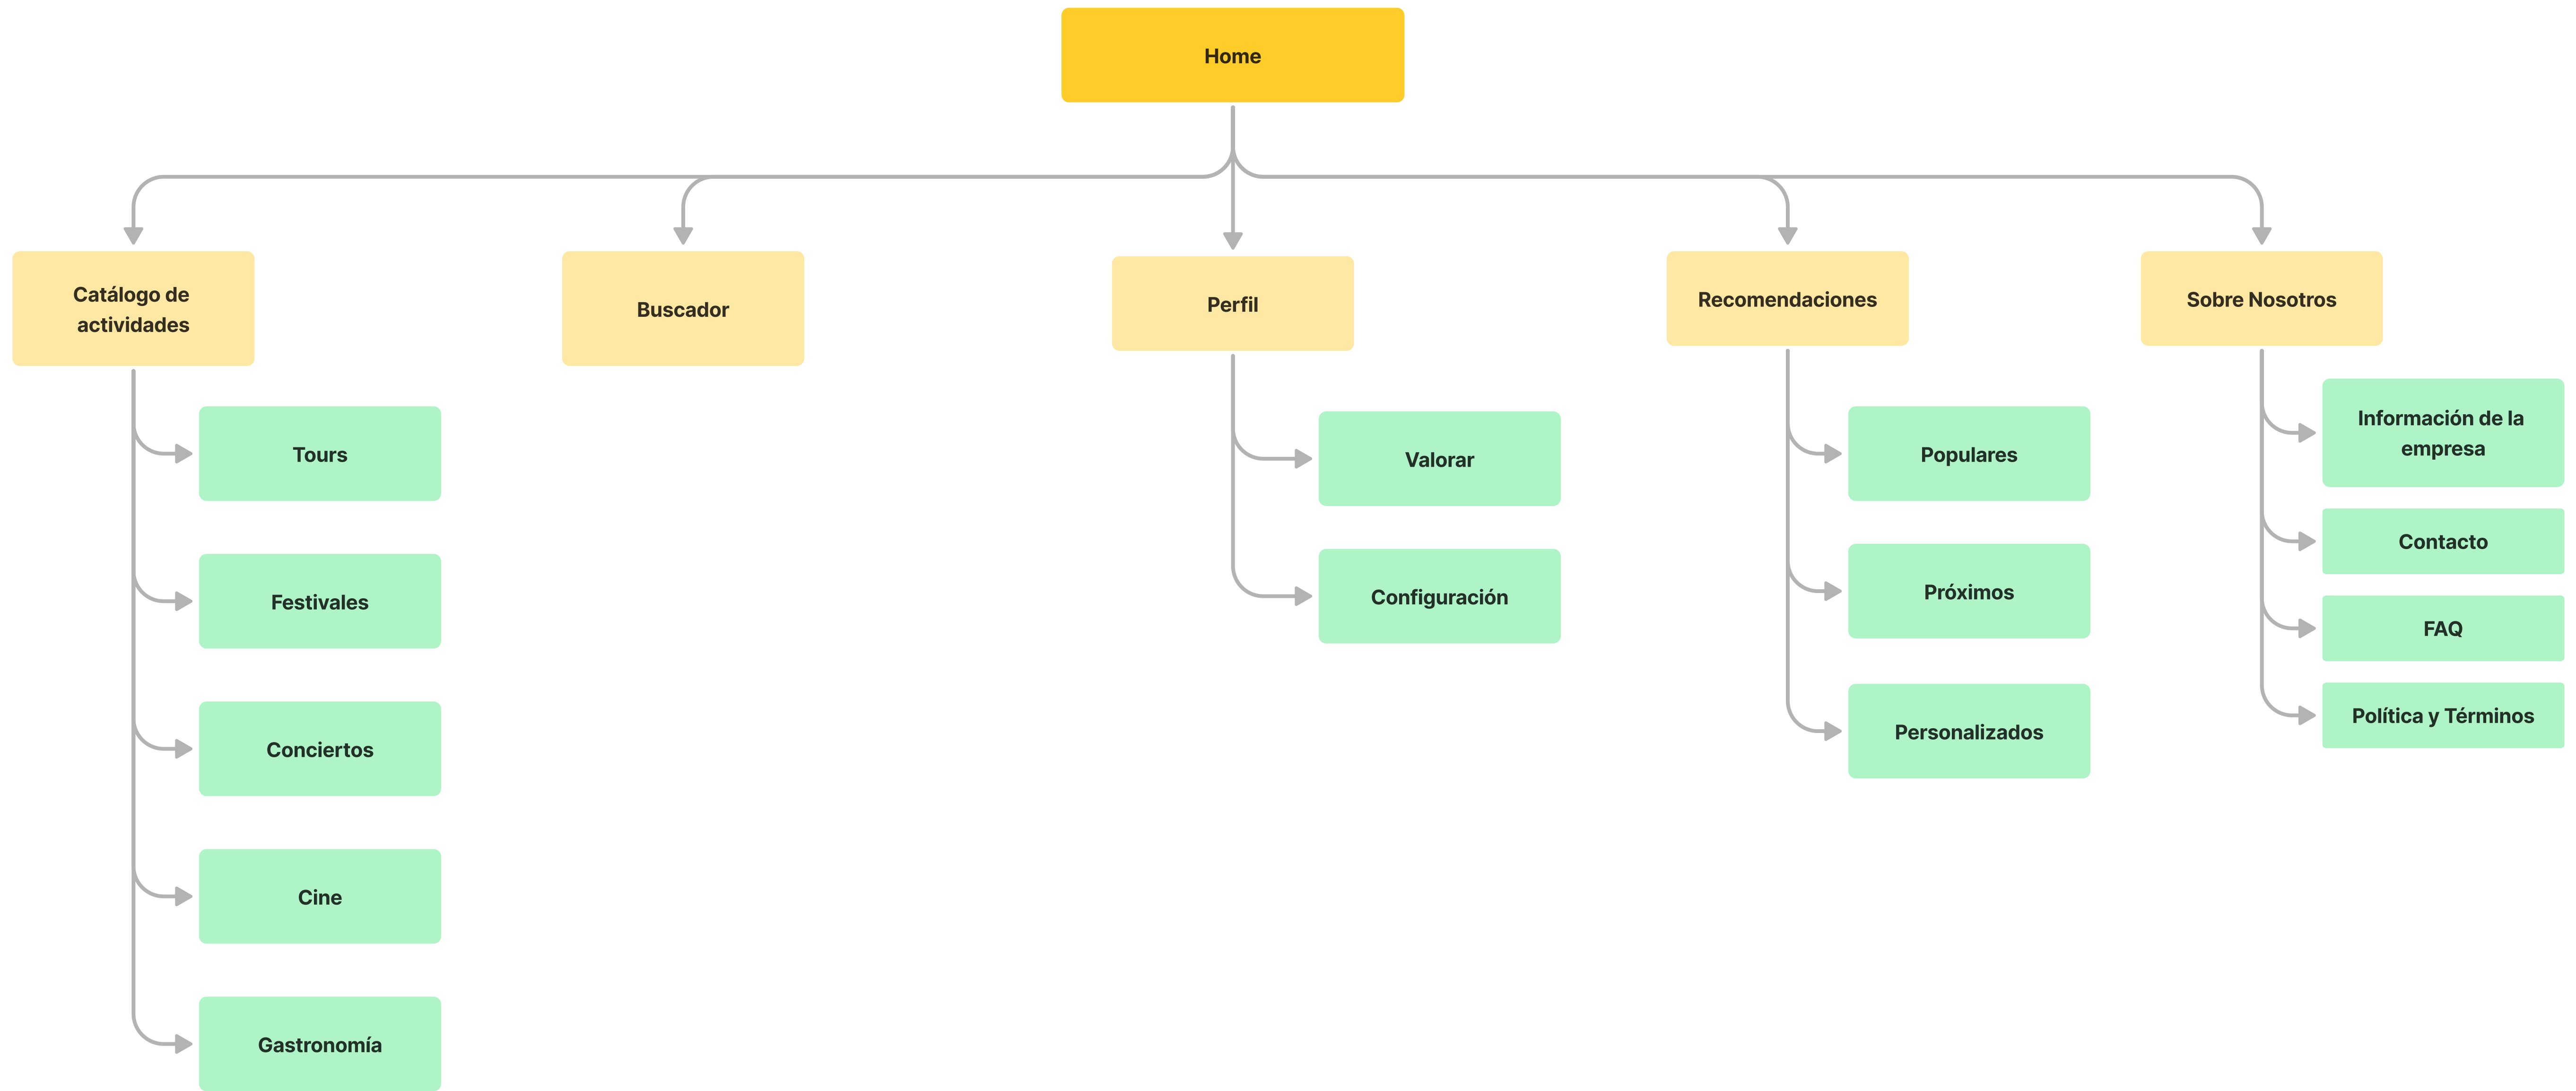 Home
Catálogo de
actividades
Buscador
Perfil
Recomendaciones
Sobre Nosotros
Tours
Festivales
Conciertos
Cine
Gastronomía
Valorar
Configuración
Populares
Próximos
Personalizados
Información de la
empresa
Contacto
FAQ
Política y Términos